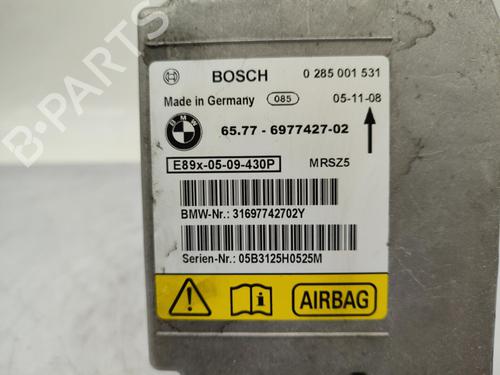 BOSCH 0 285 001 531
Made in Germany 085 05-11-08
BMW
65.77 - 6977427-02
E89x-05-09-430P MRSZ5
BMW-Nr.: 31697742702Y
Serien-Nr.: 05B3125H0525M
AIRBAG
B-PARTS